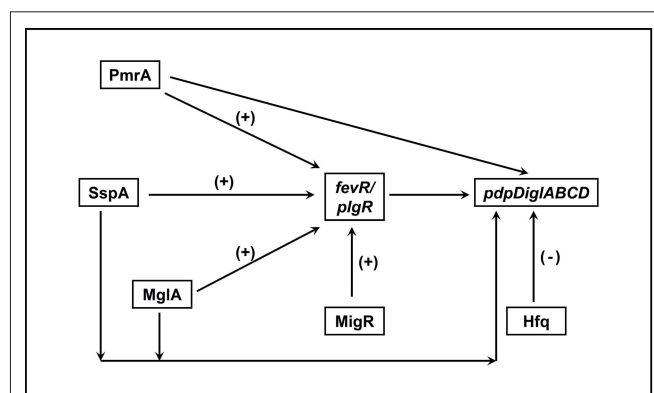 PmrA
(+)
SspA
(+)
fevR/
pIgR
pdpDiglABCD
(+)
(+)
(-)
MglA
MigR
Hfq